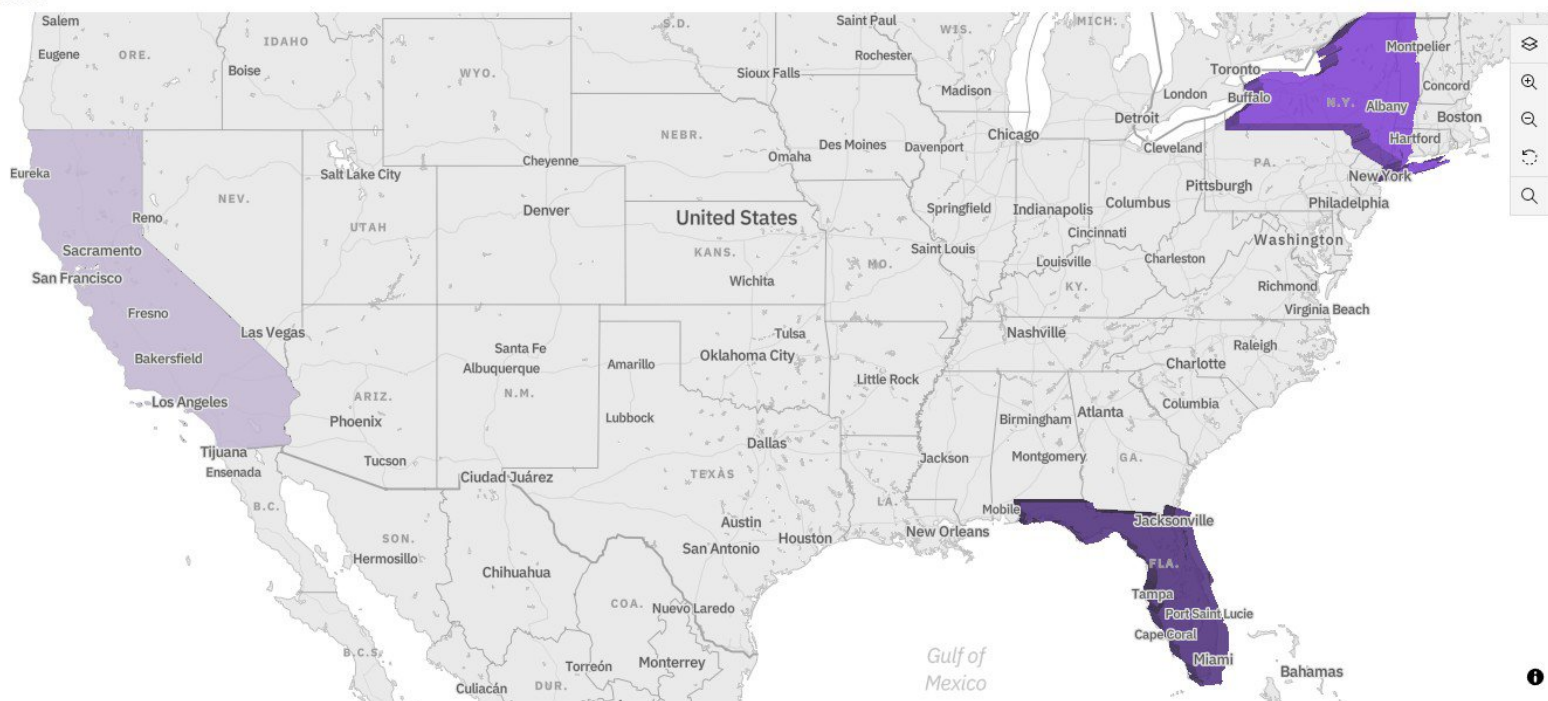 Salem
Saint Paul
S.D.
WIS.
MICH.
Eugene
ORE.
IDAHO
Rochester
Montpelier
Boise
WYO.
Sioux Falls
Toronto
Madison
London
Buffalo
N.Y.
Albany
Concord
Detroit
Boston
NEBR.
Chicago
Hartford
Des Moines
Davenport
Cleveland
Omaha
Cheyenne
PA.
Eureka
Salt Lake City
New York
Pittsburgh
NEV.
Reno
Denver
United States
Springfield
Indianapolis
Columbus
Philadelphia
UTAH
Cincinnati
Washington
Sacramento
KANS.
Saint Louis
MO.
Louisville
Charleston
San Francisco
Wichita
KY.
Richmond
Fresno
Virginia Beach
Las Vegas
Tulsa
Nashville
Raleigh
Bakersfield
Santa Fe
Oklahoma City
Albuquerque
Amarillo
Charlotte
Little Rock
N.M.
ARIZ.
Los Angeles
Columbia
Phoenix
Lubbock
Birmingham
Atlanta
Dallas
Tijuana
Tucson
Jackson
Montgomery
GA.
Ensenada
Ciudad Juárez
TEXAS
B.C.
LA.
Mobile
Jacksonville
Austin
New Orleans
SON.
San Antonio
Houston
Hermosillo
Chihuahua
FLA.
Tampa
COA.
Nuevo Laredo
Port Saint Lucie
Cape Coral
B.C.S.
Gulf of
Mexico
Miami
Torreón
Monterrey
Bahamas
Culiacán
DUR.